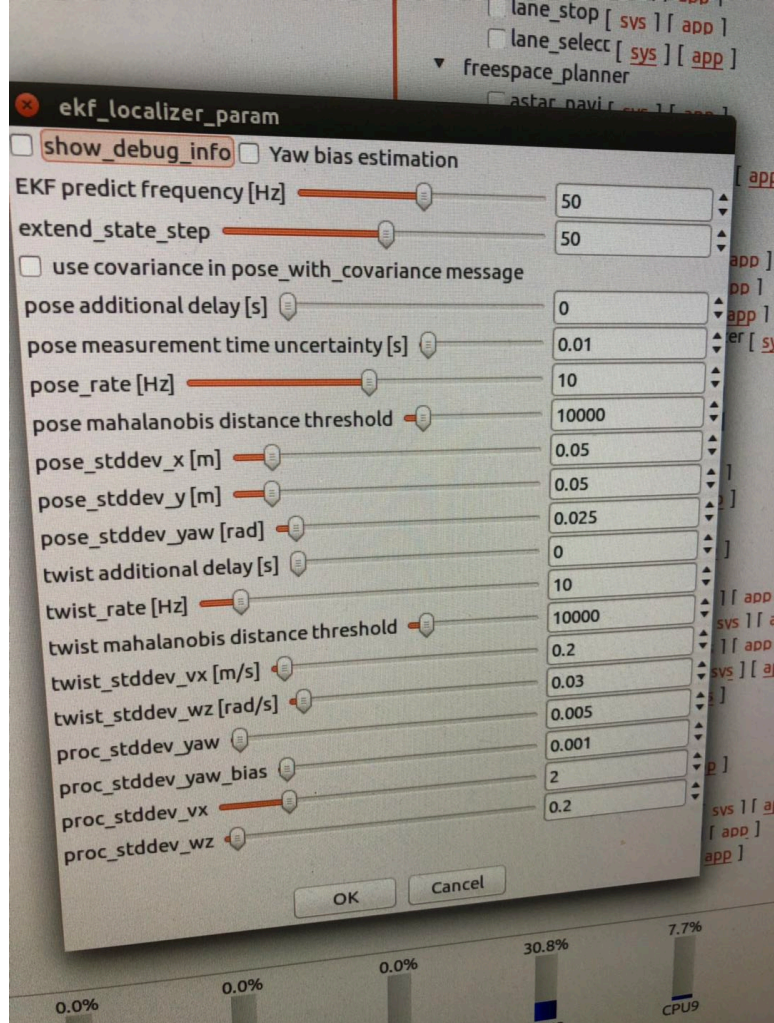 lane_stop [ sys ] [ app ]
lane_select [ sys ] [ app ]
freespace_planner
astar_navi
ekf_localizer_param
show_debug_info Yaw bias estimation
EKF predict frequency [Hz] 50
extend_state_step 50
use covariance in pose_with_covariance message
pose additional delay [s] 0
pose measurement time uncertainty [s] 0.01
pose_rate [Hz] 10
pose mahalanobis distance threshold 10000
pose_stddev_x [m] 0.05
pose_stddev_y [m] 0.05
pose_stddev_yaw [rad] 0.025
twist additional delay [s] 0
twist_rate [Hz] 10
twist mahalanobis distance threshold 10000
twist_stddev_vx [m/s] 0.2
twist_stddev_wz [rad/s] 0.03
proc_stddev_yaw 0.005
proc_stddev_yaw_bias 0.001
proc_stddev_vx 2
proc_stddev_wz 0.2
OK Cancel
0.0% 0.0% 0.0% 30.8% 7.7%
CPU9